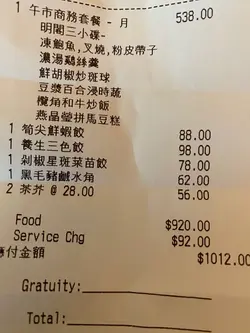 1 午市商務套餐 - 月 538.00
明閣三小碟-
凍鮑魚,叉燒,粉皮帶子
濃湯鷄絲羹
鮮胡椒炒斑球
豆漿百合浸時蔬
欖角和牛炒飯
燕晶瑩拼馬豆糕
1 筍尖鮮蝦餃 88.00
1 養生三色餃 98.00
1 剁椒星斑菜苗餃 78.00
1 黑毛豬鹹水角 62.00
2 茶芥 @ 28.00 56.00
Food $920.00
Service Chg $92.00
應付金額 $1012.00
Gratuity:
Total: